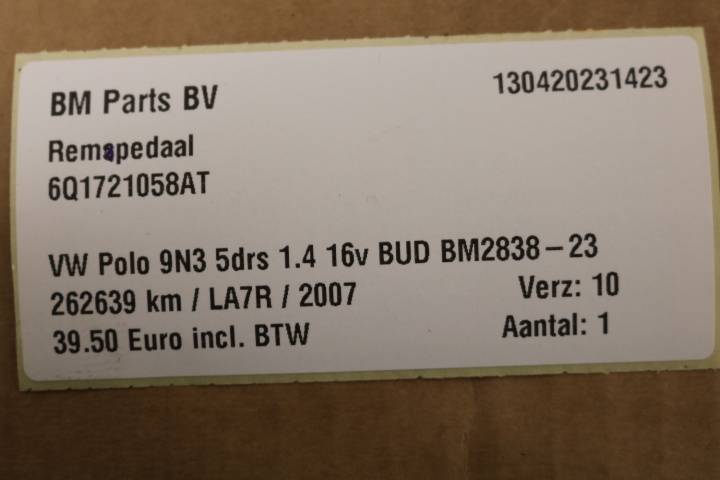 BM Parts BV 130420231423
Remspedaal
6Q1721058AT
VW Polo 9N3 5drs 1.4 16v BUD BM2838-23
262639 km / LA7R / 2007 Verz: 10
39.50 Euro incl. BTW Aantal: 1